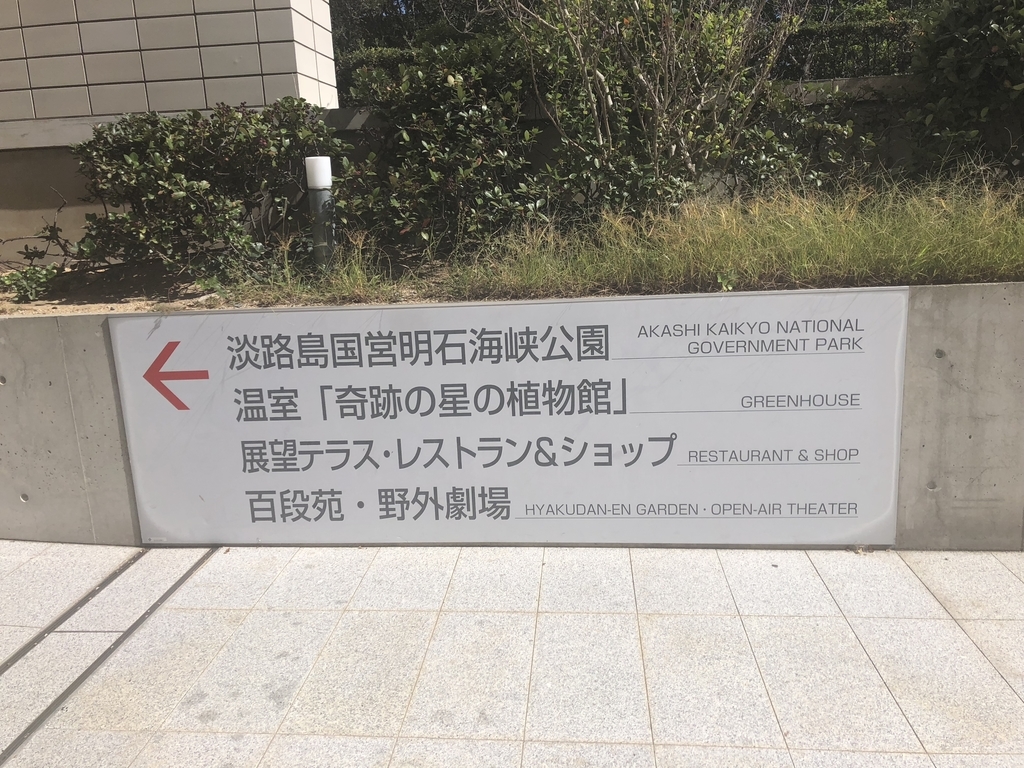 淡路島国営明石海峡公園 AKASHI KAIKYO NATIONAL
GOVERNMENT PARK
温室「奇跡の星の植物館」 GREENHOUSE
展望テラス・レストラン&ショップ RESTAURANT & SHOP
百段苑・野外劇場 HYAKUDAN-EN GARDEN・OPEN-AIR THEATER